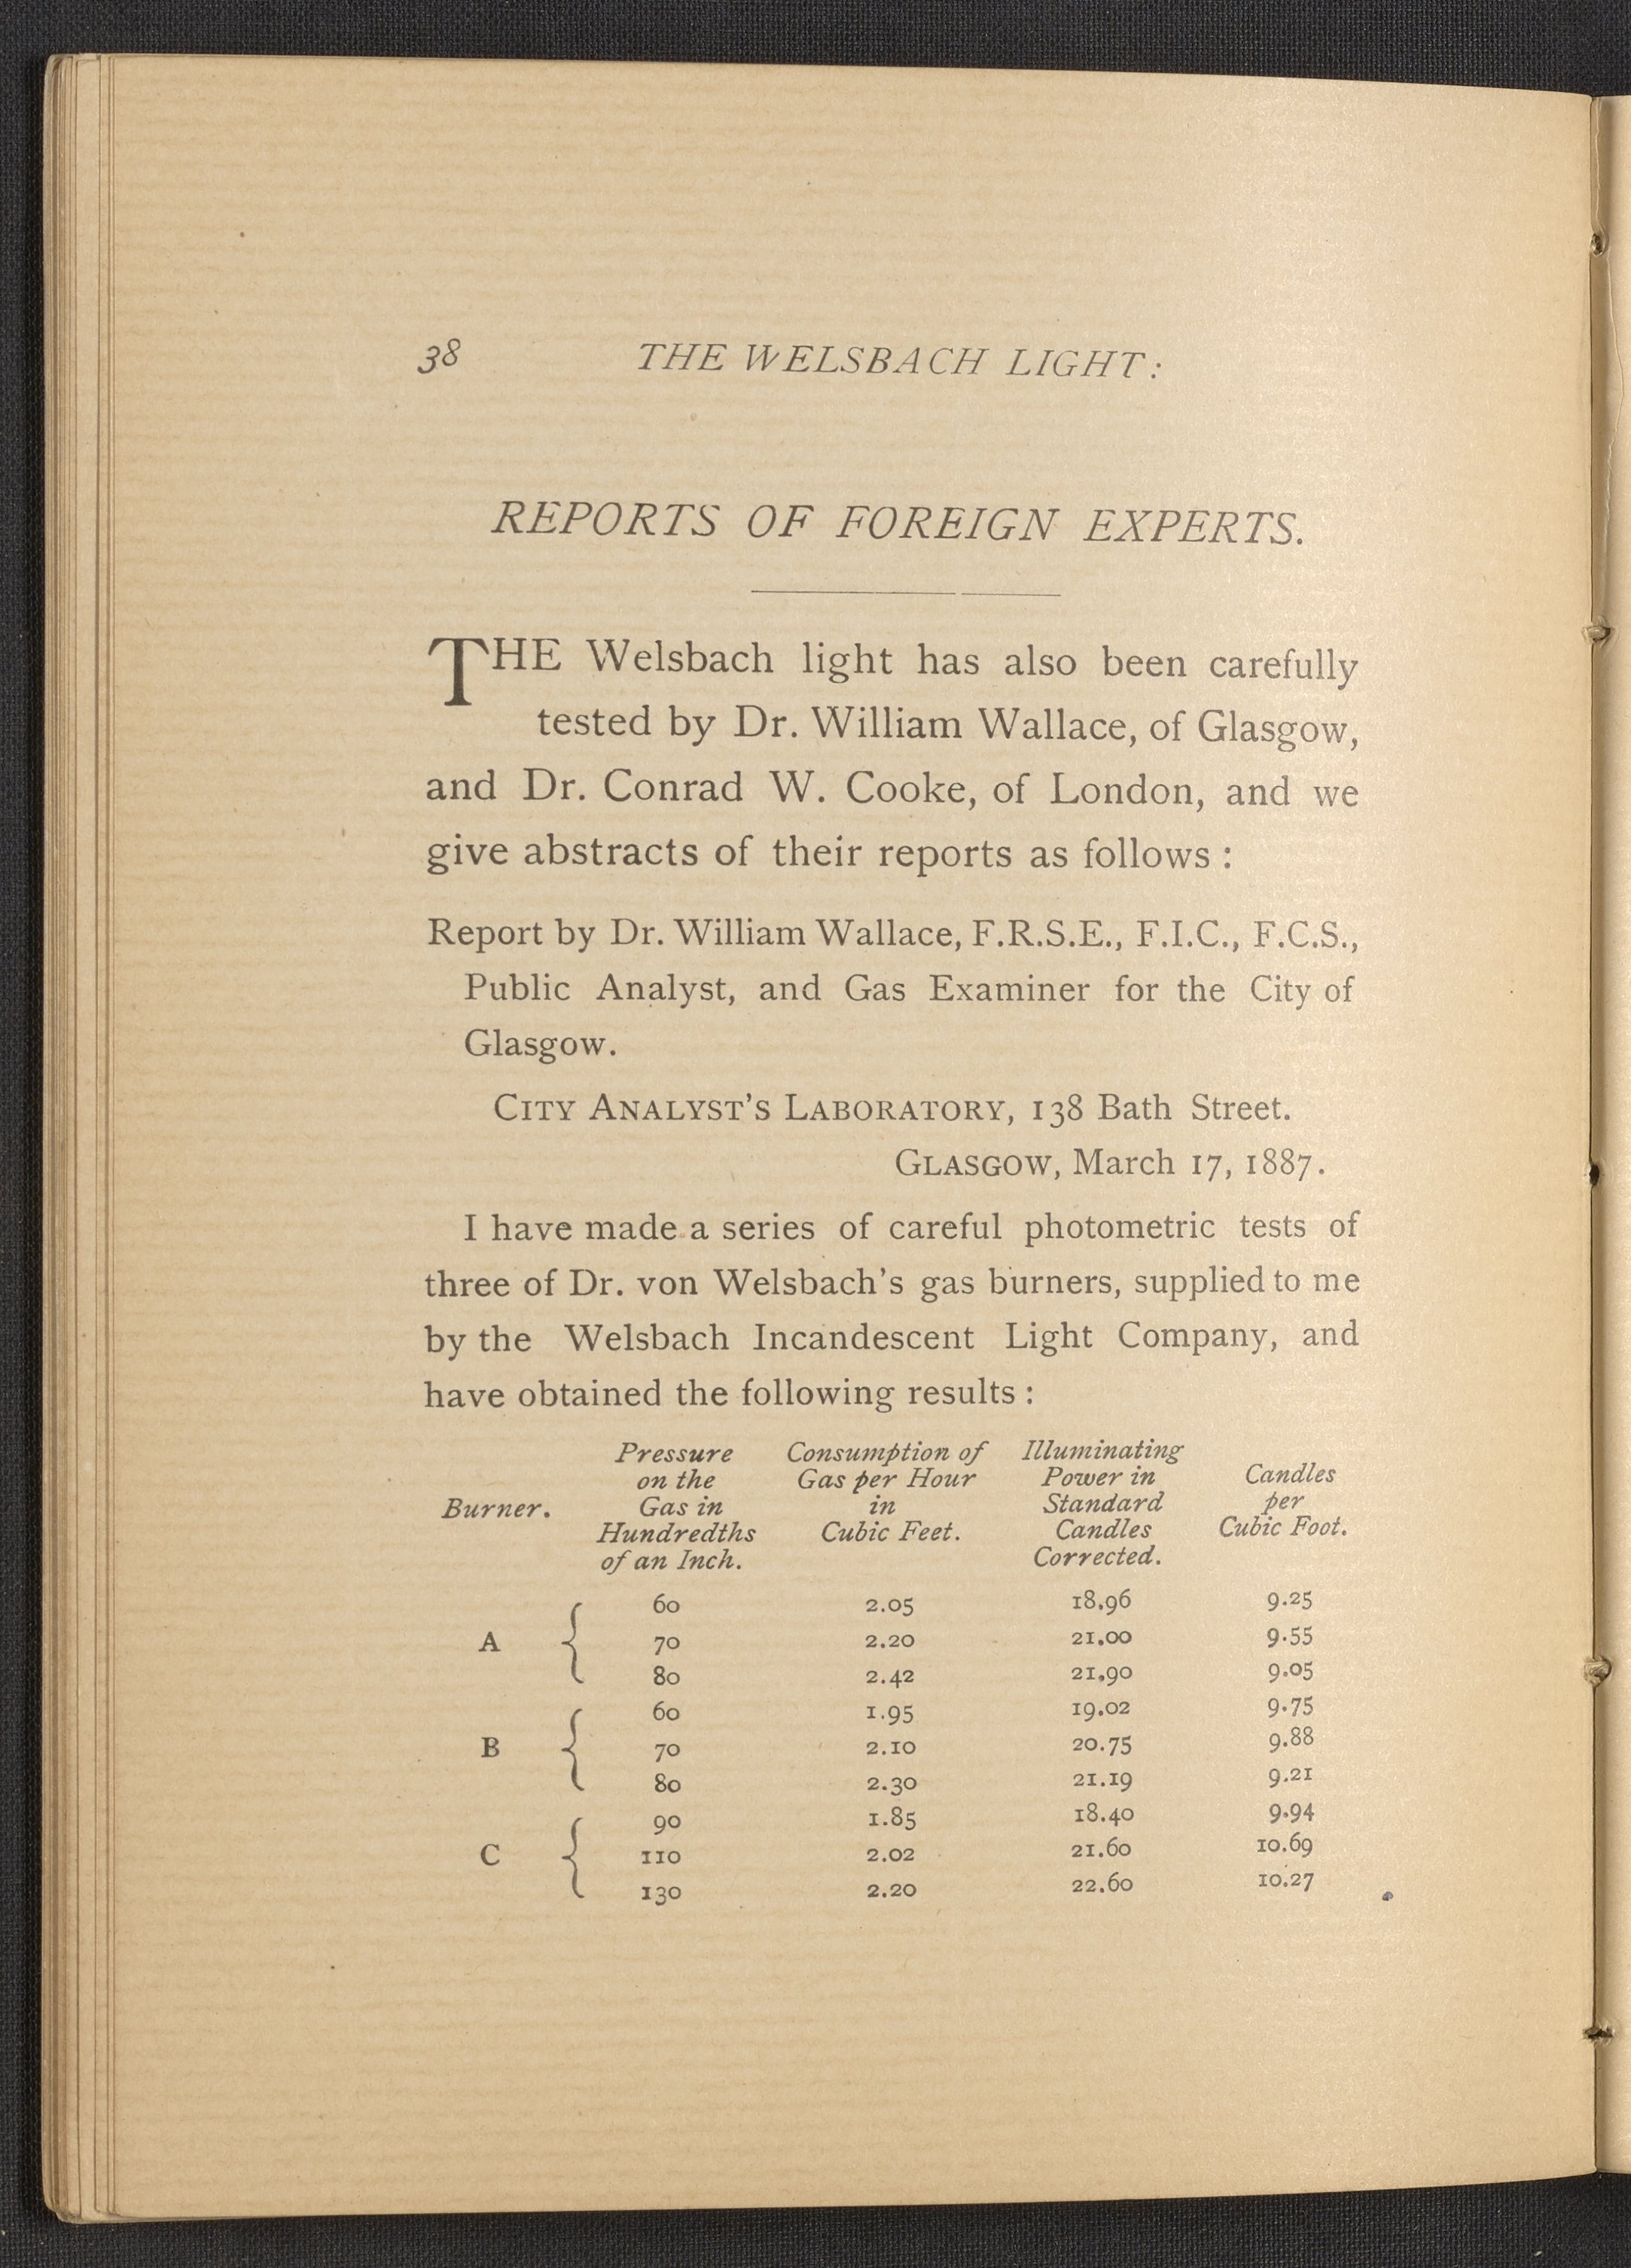 38 THE WELSBACH LIGHT:
REPORTS OF FOREIGN EXPERTS.
THE Welsbach light has also been carefully
tested by Dr. William Wallace, of Glasgow,
and Dr. Conrad W. Cooke, of London, and we
give abstracts of their reports as follows:
Report by Dr. William Wallace, F.R.S.E., F.I.C., F.C.S.,
Public Analyst, and Gas Examiner for the City of
Glasgow.
CITY ANALYST'S LABORATORY, 138 Bath Street.
GLASGOW, March 17, 1887.
I have made a series of careful photometric tests of
three of Dr. von Welsbach's gas burners, supplied to me
by the Welsbach Incandescent Light Company, and
have obtained the following results:
Pressure Consumption of Illuminating
on the Gas per Hour Power in Candles
Burner. Gas in in Standard per
Hundredths Cubic Feet. Candles Cubic Foot.
of an Inch. Corrected.
60 2.05 18.96 9.25
A { 70 2.20 21.00 9.55
80 2.42 21.90 9.05
60 1.95 19.02 9.75
B { 70 2.10 20.75 9.88
80 2.30 21.19 9.21
90 1.85 18.40 9.94
C { 110 2.02 21.60 10.69
130 2.20 22.60 10.27